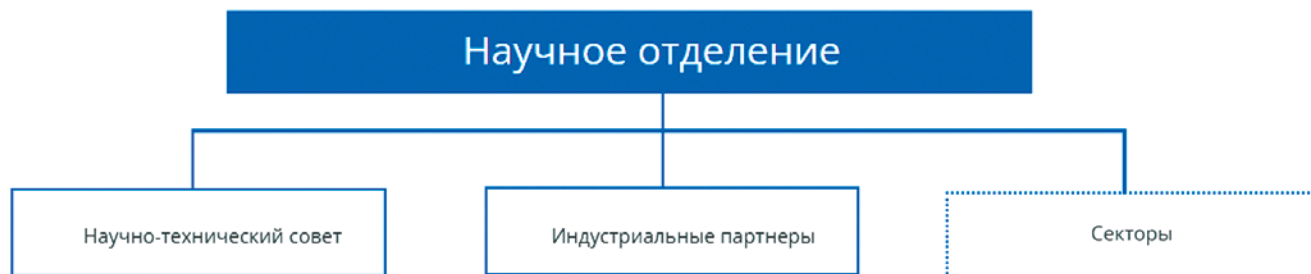 Научное отделение
Научно-технический совет
Индустриальные партнеры
Секторы